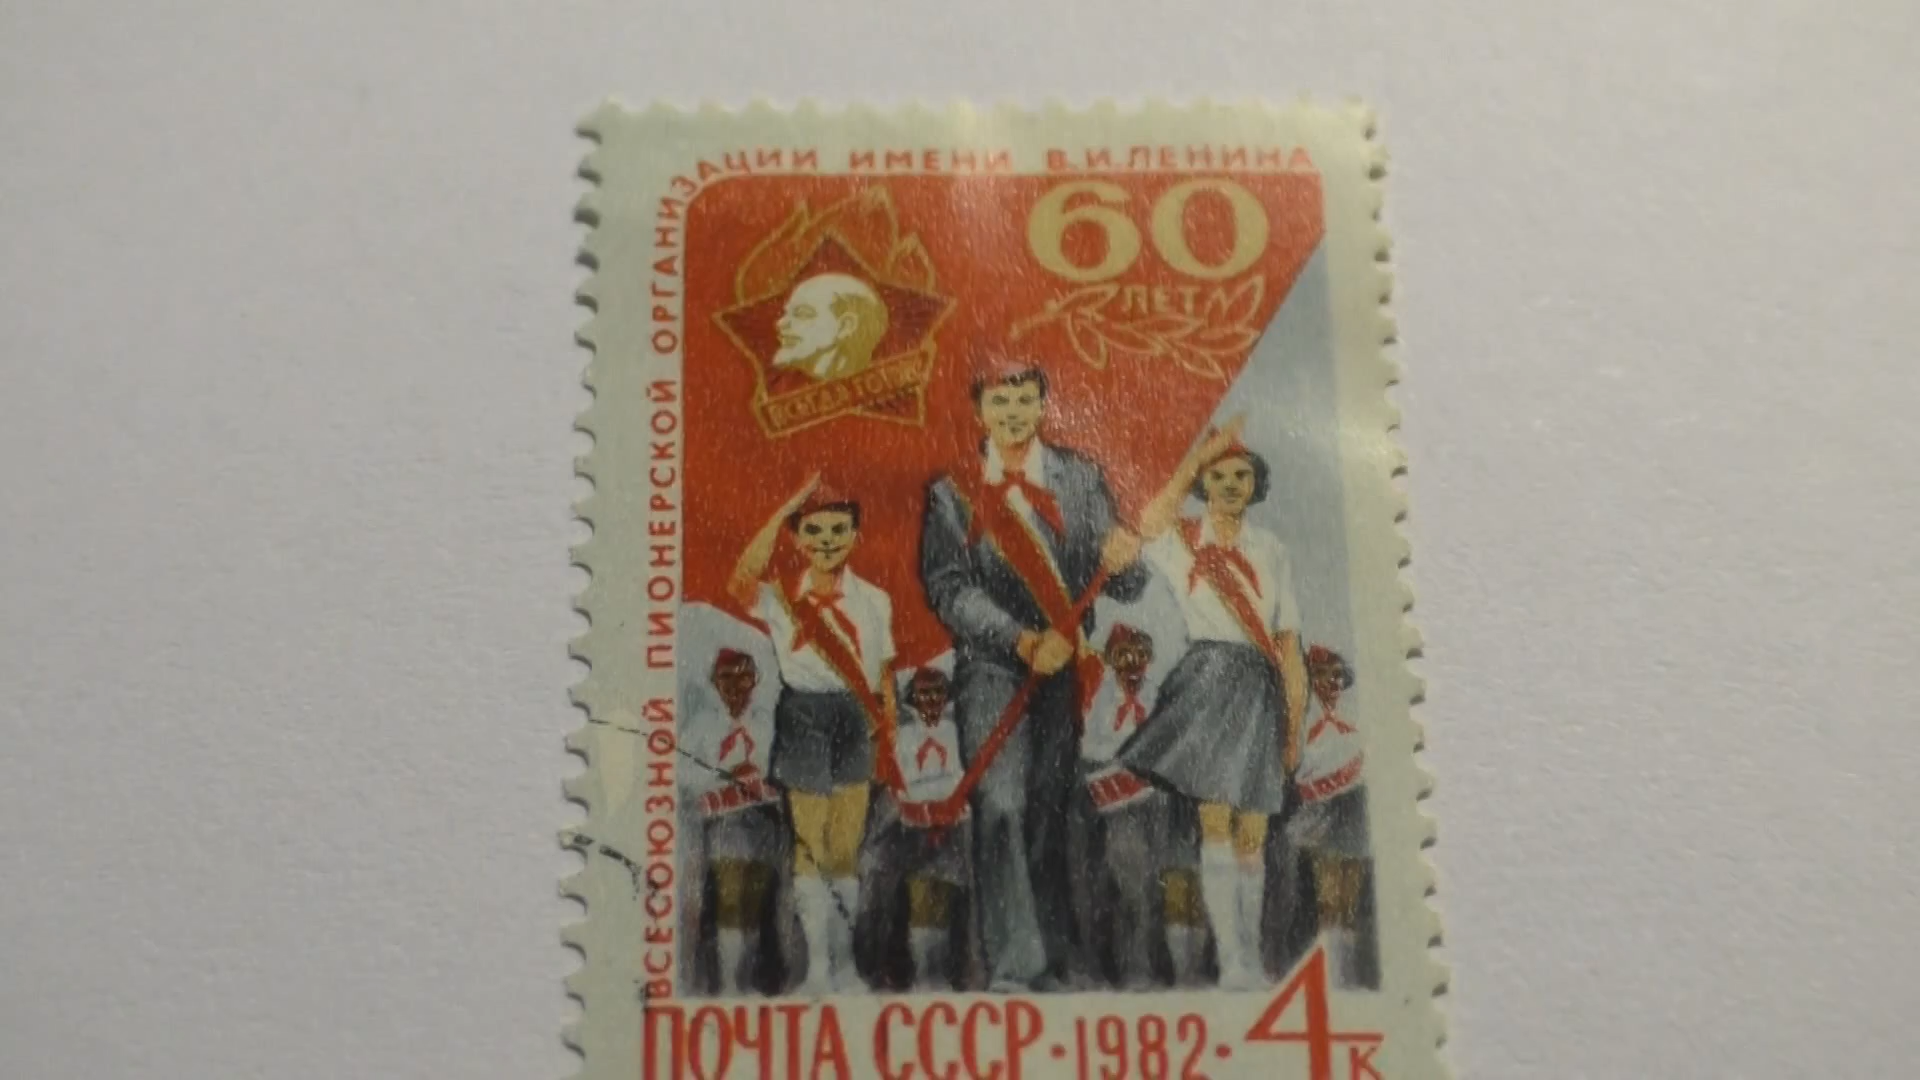 ВСЕСОЮЗНОЙ ПИОНЕРСКОЙ ОРГАНИЗАЦИИ ИМЕНИ В.И.ЛЕНИНА
60
ЛЕТ
ВСЕГДА ГОТОВ
ПОЧТА СССР·1982·4К